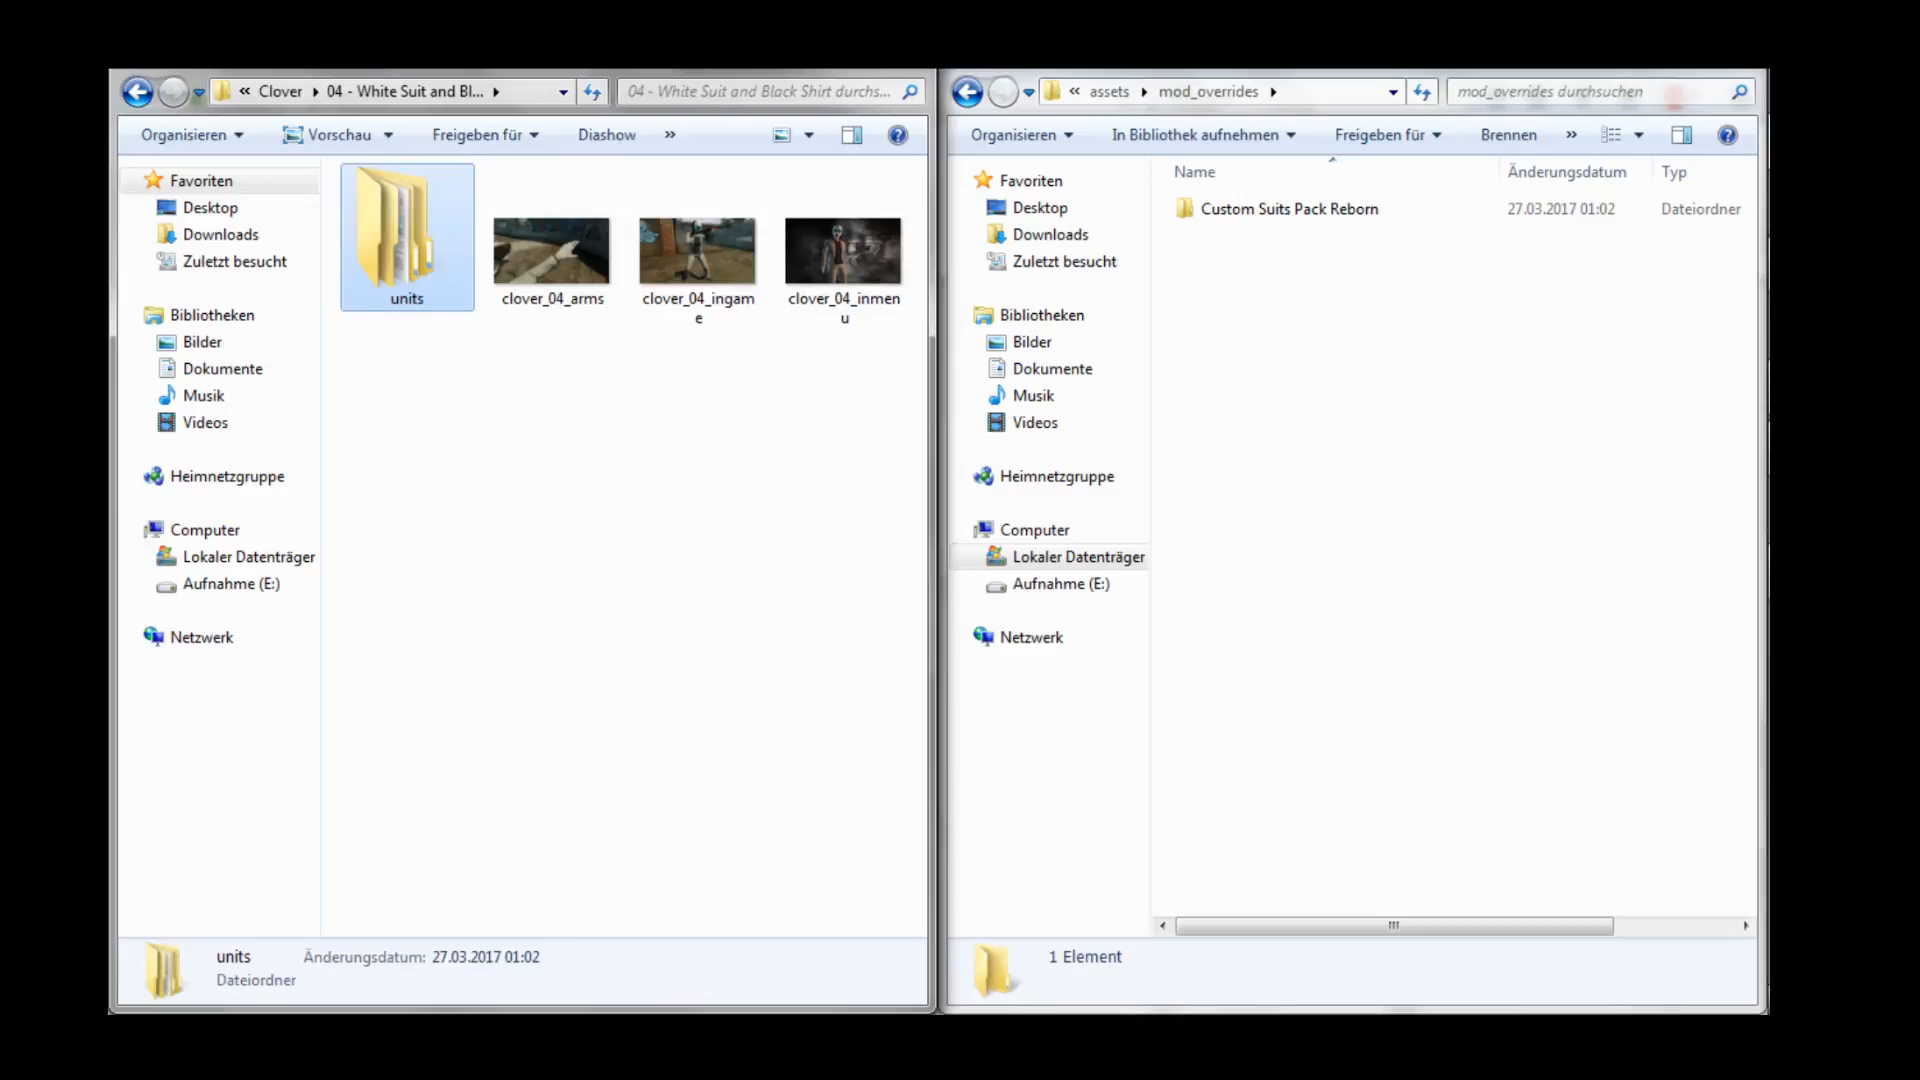 « Clover 04 - White Suit and Bl...
04 - White Suit and Black Shirt durchs...
Organisieren Vorschau Freigeben für Diashow »
Favoriten
Desktop
Downloads
Zuletzt besucht
Bibliotheken
Bilder
Dokumente
Musik
Videos
Heimnetzgruppe
Computer
Lokaler Datenträger
Aufnahme (E:)
Netzwerk
units
clover_04_arms
clover_04_ingam
e
clover_04_inmen
u
units Änderungsdatum: 27.03.2017 01:02
Dateiordner
« assets mod_overrides
mod_overrides durchsuchen
Organisieren In Bibliothek aufnehmen Freigeben für Brennen »
Favoriten
Desktop
Downloads
Zuletzt besucht
Bibliotheken
Bilder
Dokumente
Musik
Videos
Heimnetzgruppe
Computer
Lokaler Datenträger
Aufnahme (E:)
Netzwerk
Name Änderungsdatum Typ
Custom Suits Pack Reborn 27.03.2017 01:02 Dateiordner
1 Element